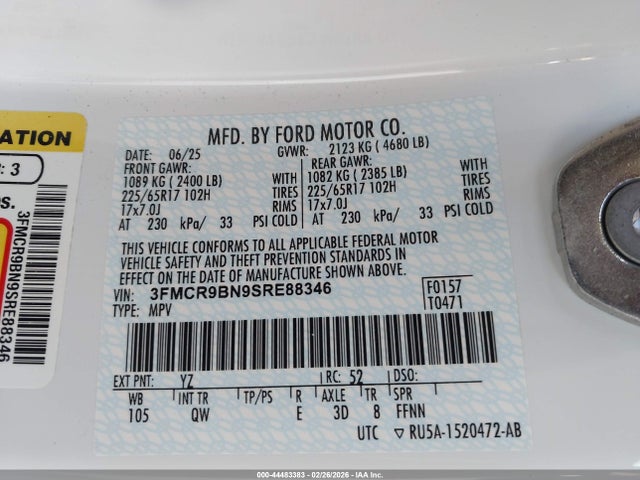 MFD. BY FORD MOTOR CO.
DATE: 06/25 GVWR: 2123 KG ( 4680 LB)
FRONT GAWR: REAR GAWR:
1089 KG ( 2400 LB) WITH 1082 KG ( 2385 LB) WITH
225/65R17 102H TIRES 225/65R17 102H TIRES
17x7.0J RIMS 17x7.0J RIMS
AT 230 kPa/ 33 PSI COLD AT 230 kPa/ 33 PSI COLD
THIS VEHICLE CONFORMS TO ALL APPLICABLE FEDERAL MOTOR
VEHICLE SAFETY AND THEFT PREVENTION STANDARDS IN
EFFECT ON THE DATE OF MANUFACTURE SHOWN ABOVE.
VIN: 3FMCR9BN9SRE88346 F0157
TYPE: MPV T0471
EXT PNT: YZ RC: 52 DSO:
WB INT TR TP/PS R AXLE TR SPR
105 QW E 3D 8 FFNN
UTC ▽ RU5A-1520472-AB
ATION
: 3
os.
3FMCR9BN9SRE88346
000-44483383 - 02/26/2026 - IAA Inc.